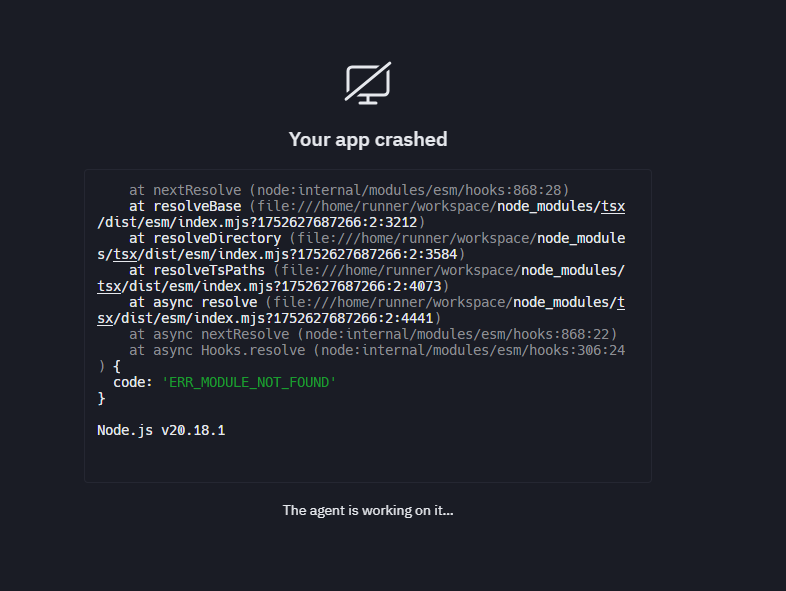 Your app crashed
at nextResolve (node:internal/modules/esm/hooks:868:28)
at resolveBase (file:///home/runner/workspace/node_modules/tsx
/dist/esm/index.mjs?1752627687266:2:3212)
at resolveDirectory (file:///home/runner/workspace/node_module
s/tsx/dist/esm/index.mjs?1752627687266:2:3584)
at resolveTsPaths (file:///home/runner/workspace/node_modules/
tsx/dist/esm/index.mjs?1752627687266:2:4073)
at async resolve (file:///home/runner/workspace/node_modules/t
sx/dist/esm/index.mjs?1752627687266:2:4441)
at async nextResolve (node:internal/modules/esm/hooks:868:22)
at async Hooks.resolve (node:internal/modules/esm/hooks:306:24
) {
code: 'ERR_MODULE_NOT_FOUND'
}
Node.js v20.18.1
The agent is working on it...